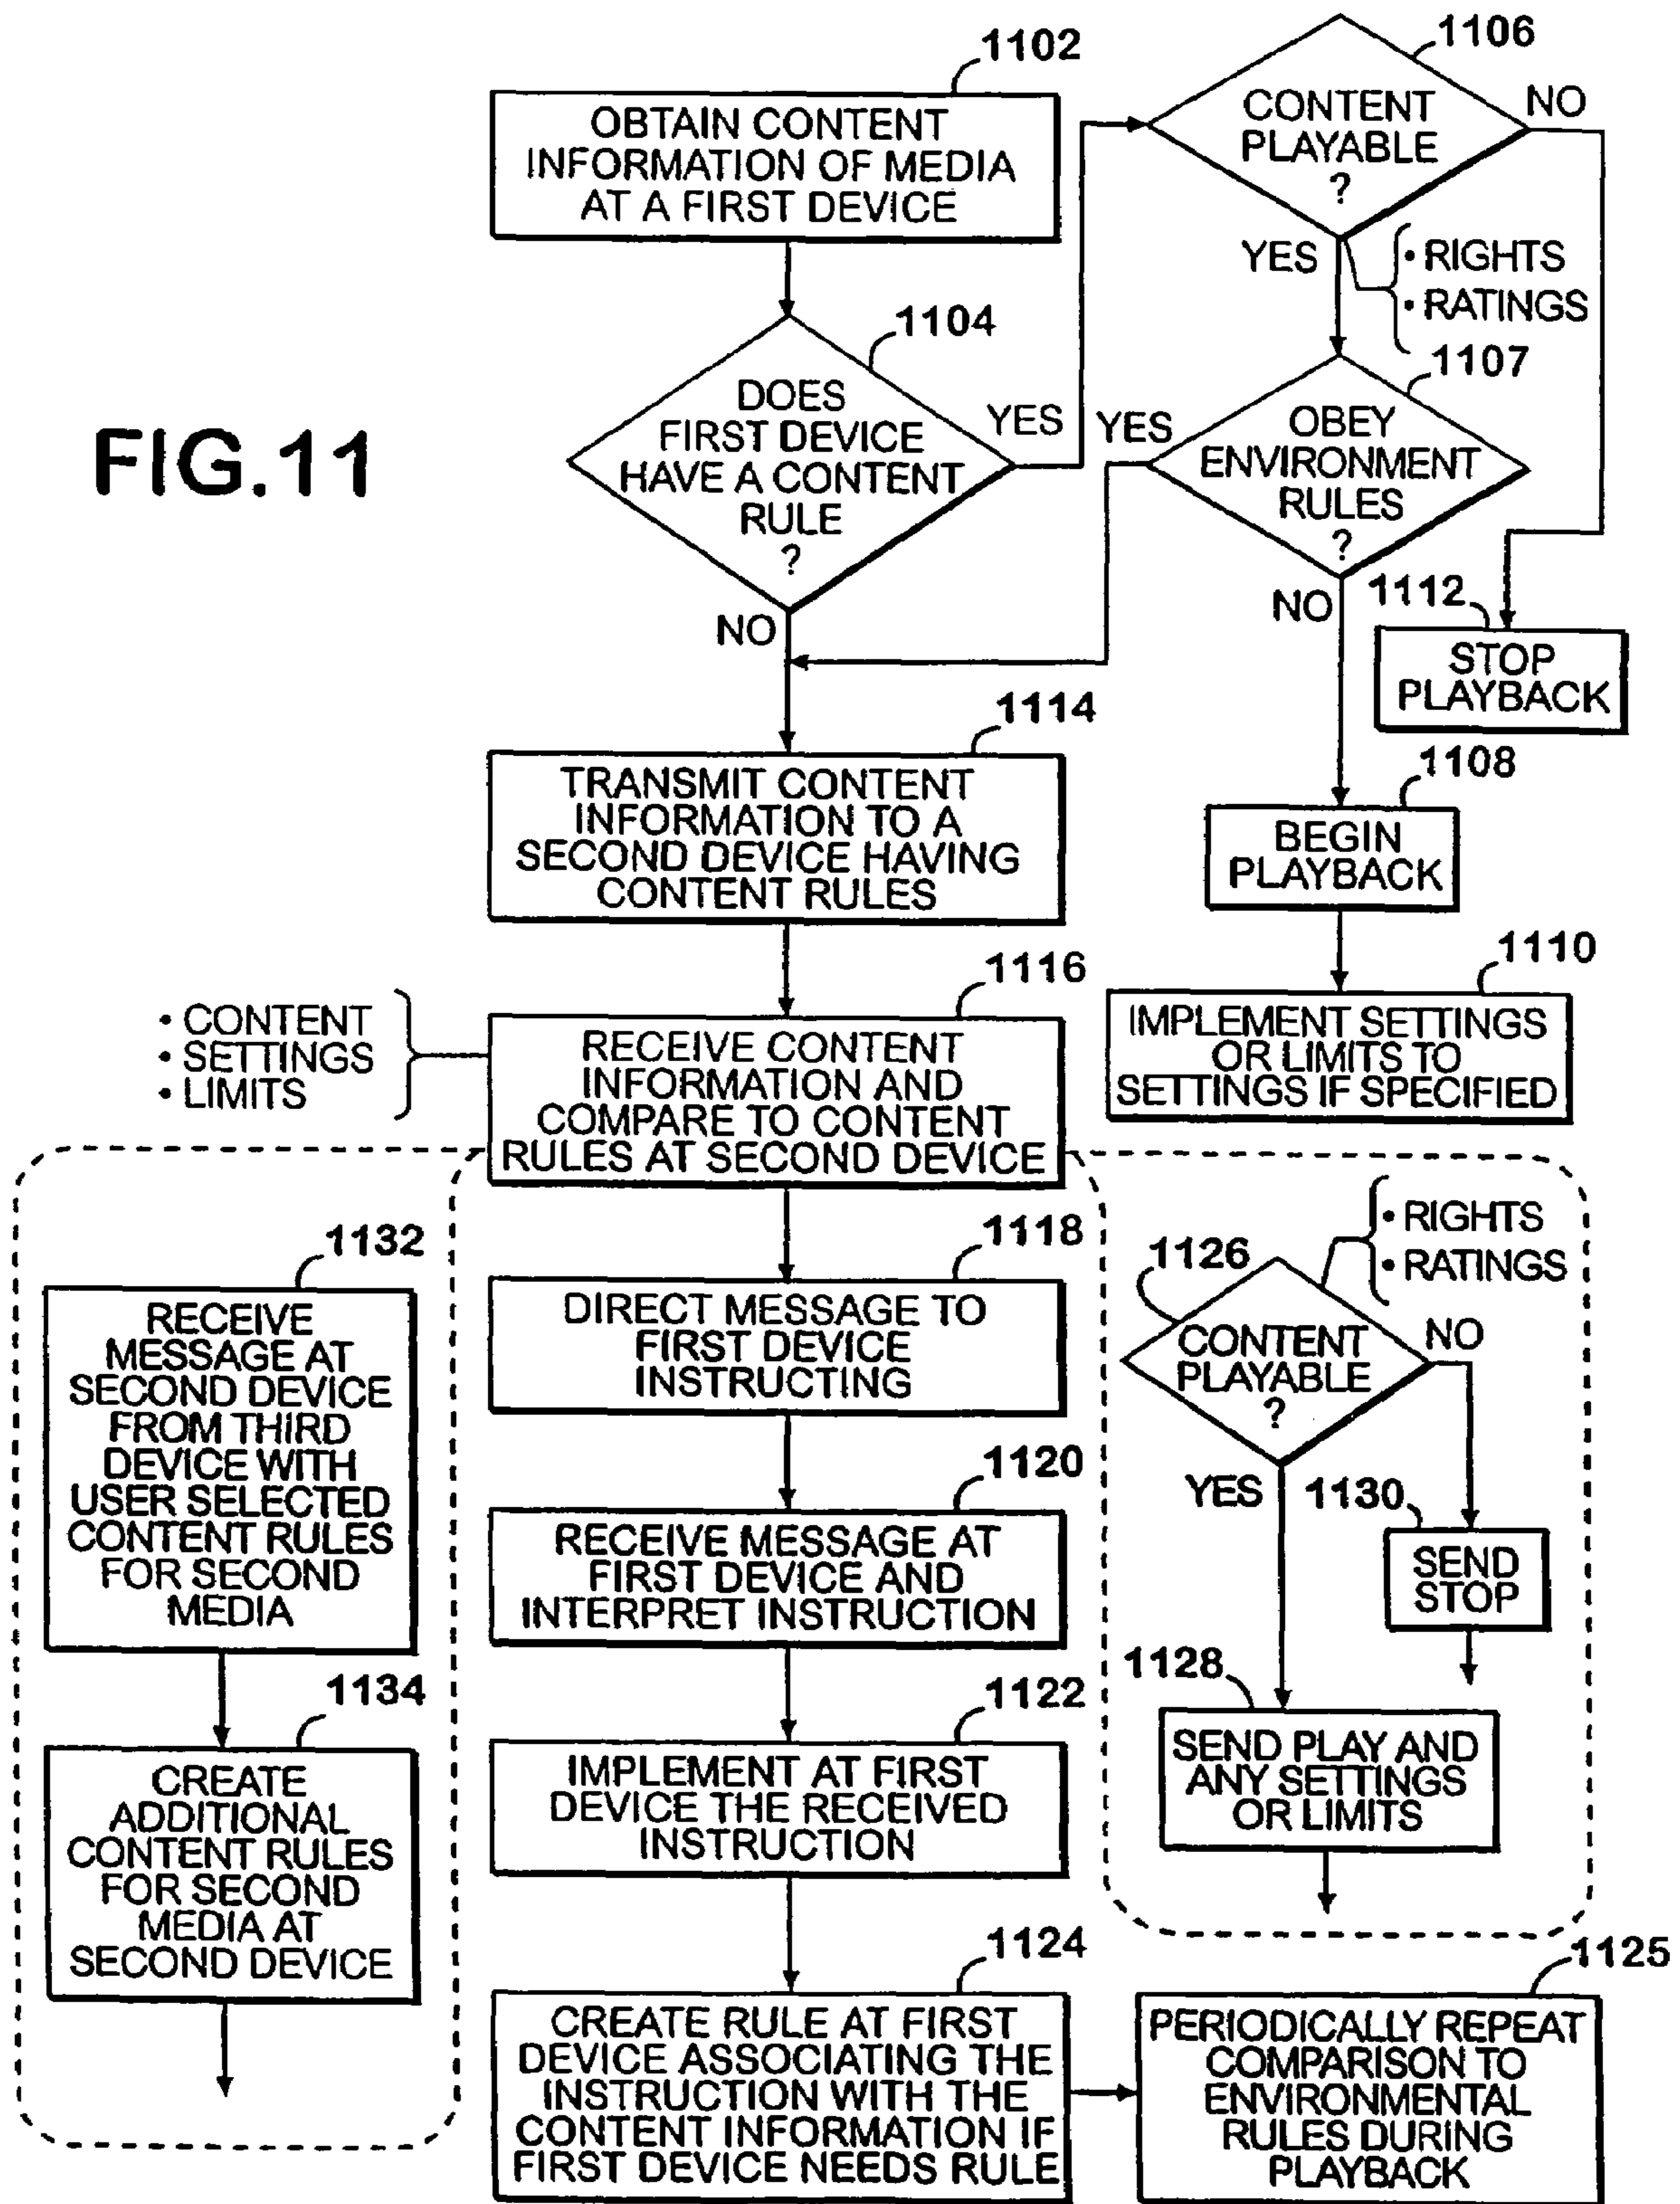 FIG.11
1102
OBTAIN CONTENT
INFORMATION OF MEDIA
AT A FIRST DEVICE
1104
DOES
FIRST DEVICE
HAVE A CONTENT
RULE
?
YES
NO
1106
CONTENT
PLAYABLE
?
NO
YES
• RIGHTS
• RATINGS
1107
OBEY
ENVIRONMENT
RULES
?
YES
NO
1112
STOP
PLAYBACK
1108
BEGIN
PLAYBACK
1110
IMPLEMENT SETTINGS
OR LIMITS TO
SETTINGS IF SPECIFIED
1114
TRANSMIT CONTENT
INFORMATION TO A
SECOND DEVICE HAVING
CONTENT RULES
1116
• CONTENT
• SETTINGS
• LIMITS
RECEIVE CONTENT
INFORMATION AND
COMPARE TO CONTENT
RULES AT SECOND DEVICE
1118
DIRECT MESSAGE TO
FIRST DEVICE
INSTRUCTING
1120
RECEIVE MESSAGE AT
FIRST DEVICE AND
INTERPRET INSTRUCTION
1122
IMPLEMENT AT FIRST
DEVICE THE RECEIVED
INSTRUCTION
1124
CREATE RULE AT FIRST
DEVICE ASSOCIATING THE
INSTRUCTION WITH THE
CONTENT INFORMATION IF
FIRST DEVICE NEEDS RULE
1125
PERIODICALLY REPEAT
COMPARISON TO
ENVIRONMENTAL
RULES DURING
PLAYBACK
1126
• RIGHTS
• RATINGS
CONTENT
PLAYABLE
?
NO
YES
1130
SEND
STOP
1128
SEND PLAY AND
ANY SETTINGS
OR LIMITS
1132
RECEIVE
MESSAGE AT
SECOND DEVICE
FROM THIRD
DEVICE WITH
USER SELECTED
CONTENT RULES
FOR SECOND
MEDIA
1134
CREATE
ADDITIONAL
CONTENT RULES
FOR SECOND
MEDIA AT
SECOND DEVICE